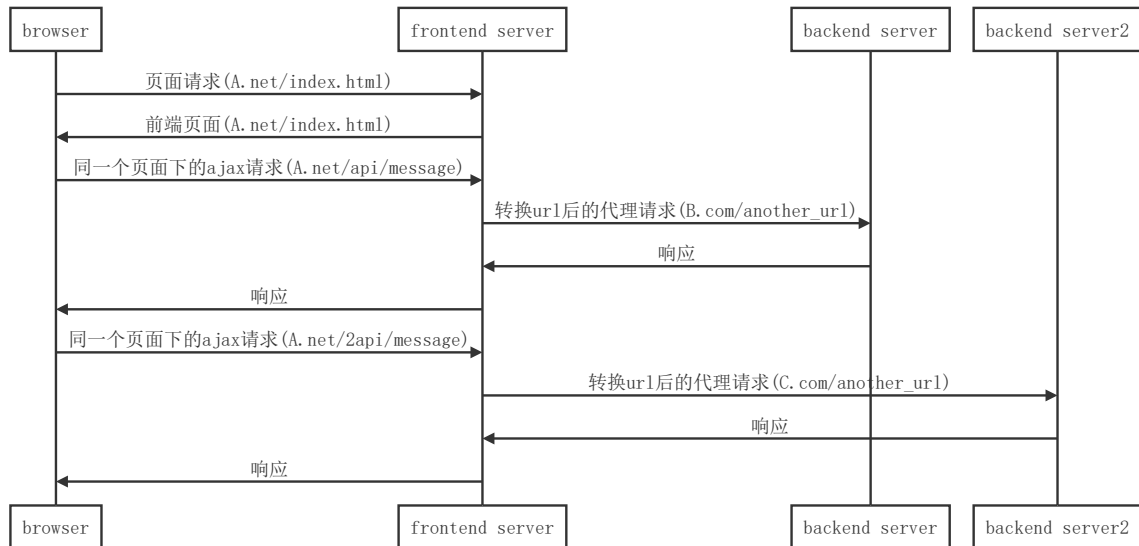 browser
frontend server
backend server
backend server2
页面请求(A.net/index.html)
前端页面(A.net/index.html)
同一个页面下的ajax请求(A.net/api/message)
转换url后的代理请求(B.com/another_url)
响应
响应
同一个页面下的ajax请求(A.net/2api/message)
转换url后的代理请求(C.com/another_url)
响应
响应
browser
frontend server
backend server
backend server2